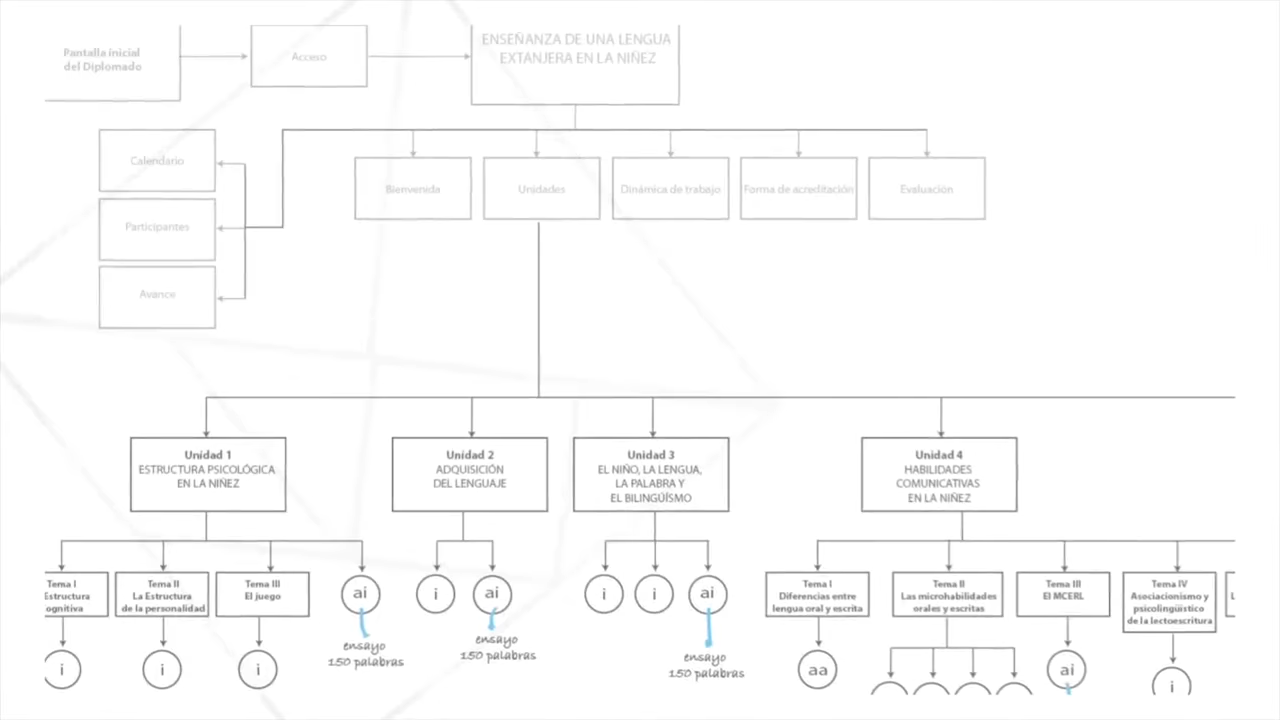 Pantalla inicial
del Diplomado
Acceso
ENSEÑANZA DE UNA LENGUA
EXTANJERA EN LA NIÑEZ
Calendario
Participantes
Avance
Bienvenida
Unidades
Dinámica de trabajo
Forma de acreditación
Evaluacion
Unidad 1
ESTRUCTURA PSICOLÓGICA
EN LA NIÑEZ
Unidad 2
ADQUISICIÓN
DEL LENGUAJE
Unidad 3
EL NIÑO, LA LENGUA,
LA PALABRA Y
EL BILINGÜÍSMO
Unidad 4
HABILIDADES
COMUNICATIVAS
EN LA NIÑEZ
Tema I
Estructura
ognitiva
i
Tema II
La Estructura
de la personalidad
i
Tema III
El juego
i
ai
ensayo
150 palabras
i
ai
ensayo
150 palabras
i
i
ai
ensayo
150 palabras
Tema I
Diferencias entre
lengua oral y escrita
aa
Tema II
Las microhabilidades
orales y escritas
Tema III
El MCERL
ai
Tema IV
Asociacionismo y
psicolingüístico
de la lectoescritura
i
L